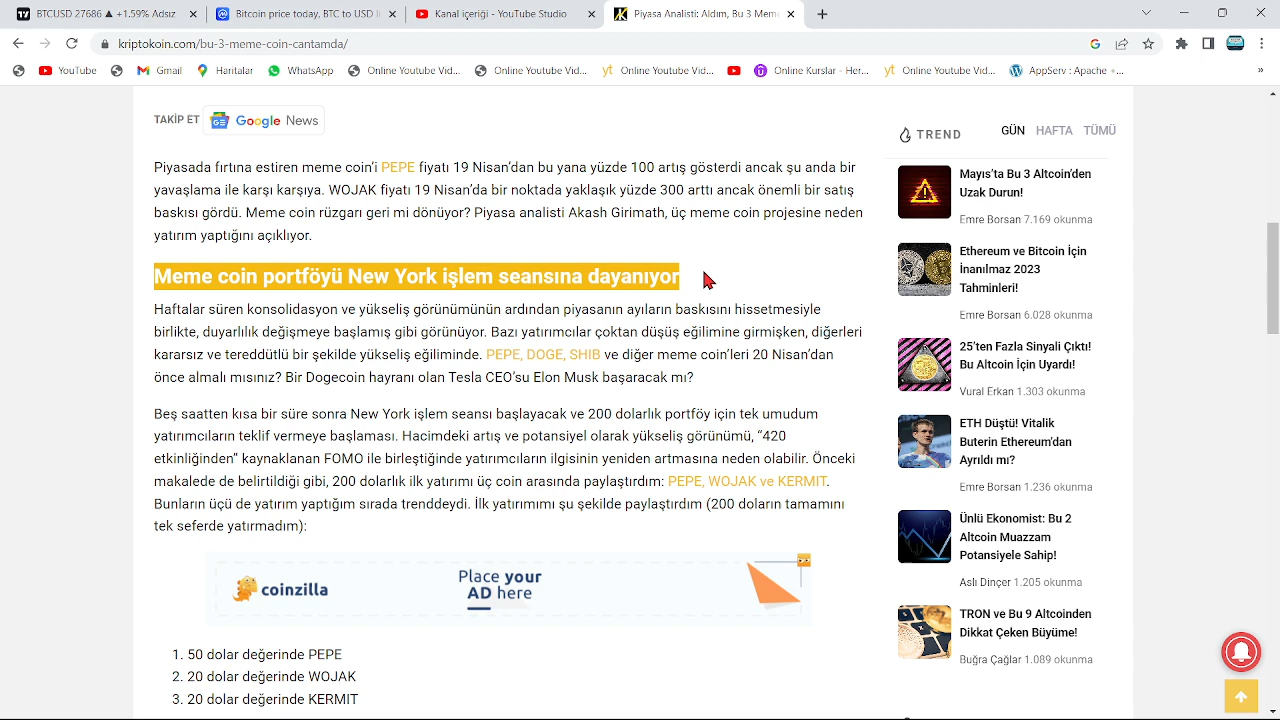 BTCUSD 27686 ▲ +1.59% Adsız
Bitcoin price today, BTC to USD li
Kanal içeriği - YouTube Studio
Piyasa Analisti: Aldım, Bu 3 Meme
kriptokoin.com/bu-3-meme-coin-cantamda/
YouTube
Gmail
Haritalar
WhatsApp
Online Youtube Vid...
Online Youtube Vid...
Online Youtube Vid...
Online Kurslar - Her...
Online Youtube Vid...
AppServ : Apache +...
»
TAKİP ET
Google News
Piyasada fırtına estiren meme coin’i PEPE fiyatı 19 Nisan’dan bu yana yüzde 100 artış gösterdi ancak şu anda bir
yavaşlama ile karşı karşıya. WOJAK fiyatı 19 Nisan’da bir noktada yaklaşık yüzde 300 arttı ancak önemli bir satış
baskısı gördü. Meme coin rüzgarı geri mi dönüyor? Piyasa analisti Akash Girimath, üç meme coin projesine neden
yatırım yaptığını açıklıyor.
Meme coin portföyü New York işlem seansına dayanıyor
Haftalar süren konsolidasyon ve yükseliş görünümünün ardından piyasanın ayıların baskısını hissetmesiyle
birlikte, duyarlılık değişmeye başlamış gibi görünüyor. Bazı yatırımcılar çoktan düşüş eğilimine girmişken, diğerleri
kararsız ve tereddütlü bir şekilde yükseliş eğiliminde. PEPE, DOGE, SHIB ve diğer meme coin’leri 20 Nisan’dan
önce almalı mısınız? Bir Dogecoin hayranı olan Tesla CEO’su Elon Musk başaracak mı?
Beş saatten kısa bir süre sonra New York işlem seansı başlayacak ve 200 dolarlık portföy için tek umudum
yatırımcıların teklif vermeye başlaması. Hacimdeki artış ve potansiyel olarak yükseliş görünümü, “420
etkinliğinden” kaynaklanan FOMO ile birleştiğinde yatırımcıların ilgisinin yeniden artmasına neden olabilir. Önceki
makalede de belirtildiği gibi, 200 dolarlık ilk yatırımı üç coin arasında paylaştırdım: PEPE, WOJAK ve KERMIT.
Bunların üçü de yatırım yaptığım sırada trenddeydi. İlk yatırımımı şu şekilde paylaştırdım (200 doların tamamını
tek seferde yatırmadım):
coinzilla
Place your
AD here
1. 50 dolar değerinde PEPE
2. 20 dolar değerinde WOJAK
3. 20 dolar değerinde KERMIT
TREND
GÜN HAFTA TÜMÜ
Mayıs’ta Bu 3 Altcoin’den
Uzak Durun!
Emre Borsan 7.169 okunma
Ethereum ve Bitcoin İçin
İnanılmaz 2023
Tahminleri!
Emre Borsan 6.028 okunma
25’ten Fazla Sinyali Çıktı!
Bu Altcoin İçin Uyardı!
Vural Erkan 1.303 okunma
ETH Düştü! Vitalik
Buterin Ethereum’dan
Ayrıldı mı?
Emre Borsan 1.236 okunma
Ünlü Ekonomist: Bu 2
Altcoin Muazzam
Potansiyele Sahip!
Aslı Dinçer 1.205 okunma
TRON ve Bu 9 Altcoinden
Dikkat Çeken Büyüme!
Buğra Çağlar 1.089 okunma